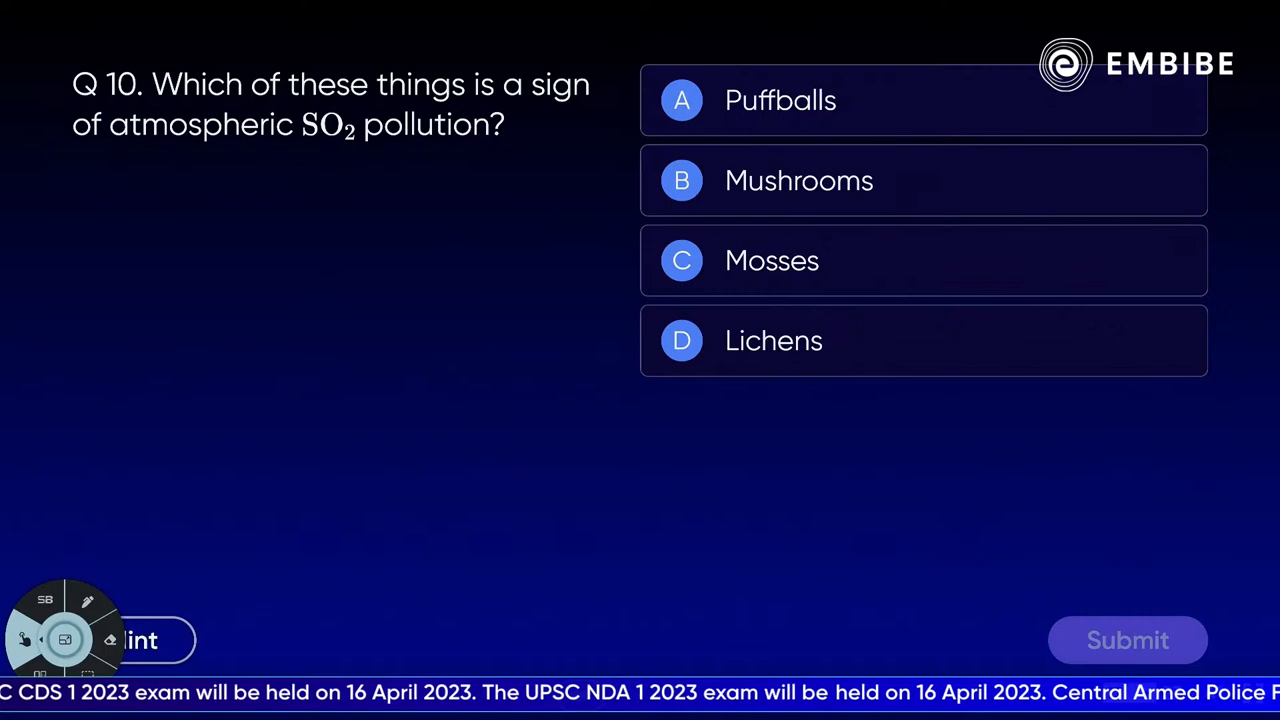 EMBIBE
Q 10. Which of these things is a sign
of atmospheric SO₂ pollution?
A Puffballs
B Mushrooms
C Mosses
D Lichens
SB
int
Submit
C CDS 1 2023 exam will be held on 16 April 2023. The UPSC NDA 1 2023 exam will be held on 16 April 2023. Central Armed Police F